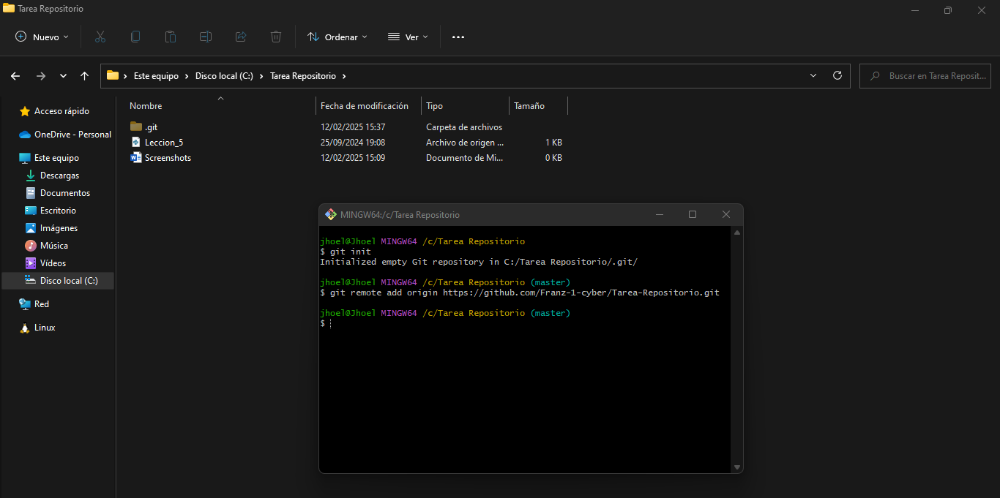 Tarea Repositorio
Nuevo
Ordenar
Ver
Este equipo
Disco local (C:)
Tarea Repositorio
Buscar en Tarea Reposit...
Acceso rápido
OneDrive - Personal
Este equipo
Descargas
Documentos
Escritorio
Imágenes
Música
Vídeos
Disco local (C:)
Red
Linux
Nombre Fecha de modificación Tipo Tamaño
.git 12/02/2025 15:37 Carpeta de archivos
Leccion_5 25/09/2024 19:08 Archivo de origen ... 1 KB
Screenshots 12/02/2025 15:09 Documento de Mi... 0 KB
MINGW64:/c/Tarea Repositorio
jhoel@Jhoel MINGW64 /c/Tarea Repositorio
$ git init
Initialized empty Git repository in C:/Tarea Repositorio/.git/
jhoel@Jhoel MINGW64 /c/Tarea Repositorio (master)
$ git remote add origin https://github.com/Franz-1-cyber/Tarea-Repositorio.git
jhoel@Jhoel MINGW64 /c/Tarea Repositorio (master)
$